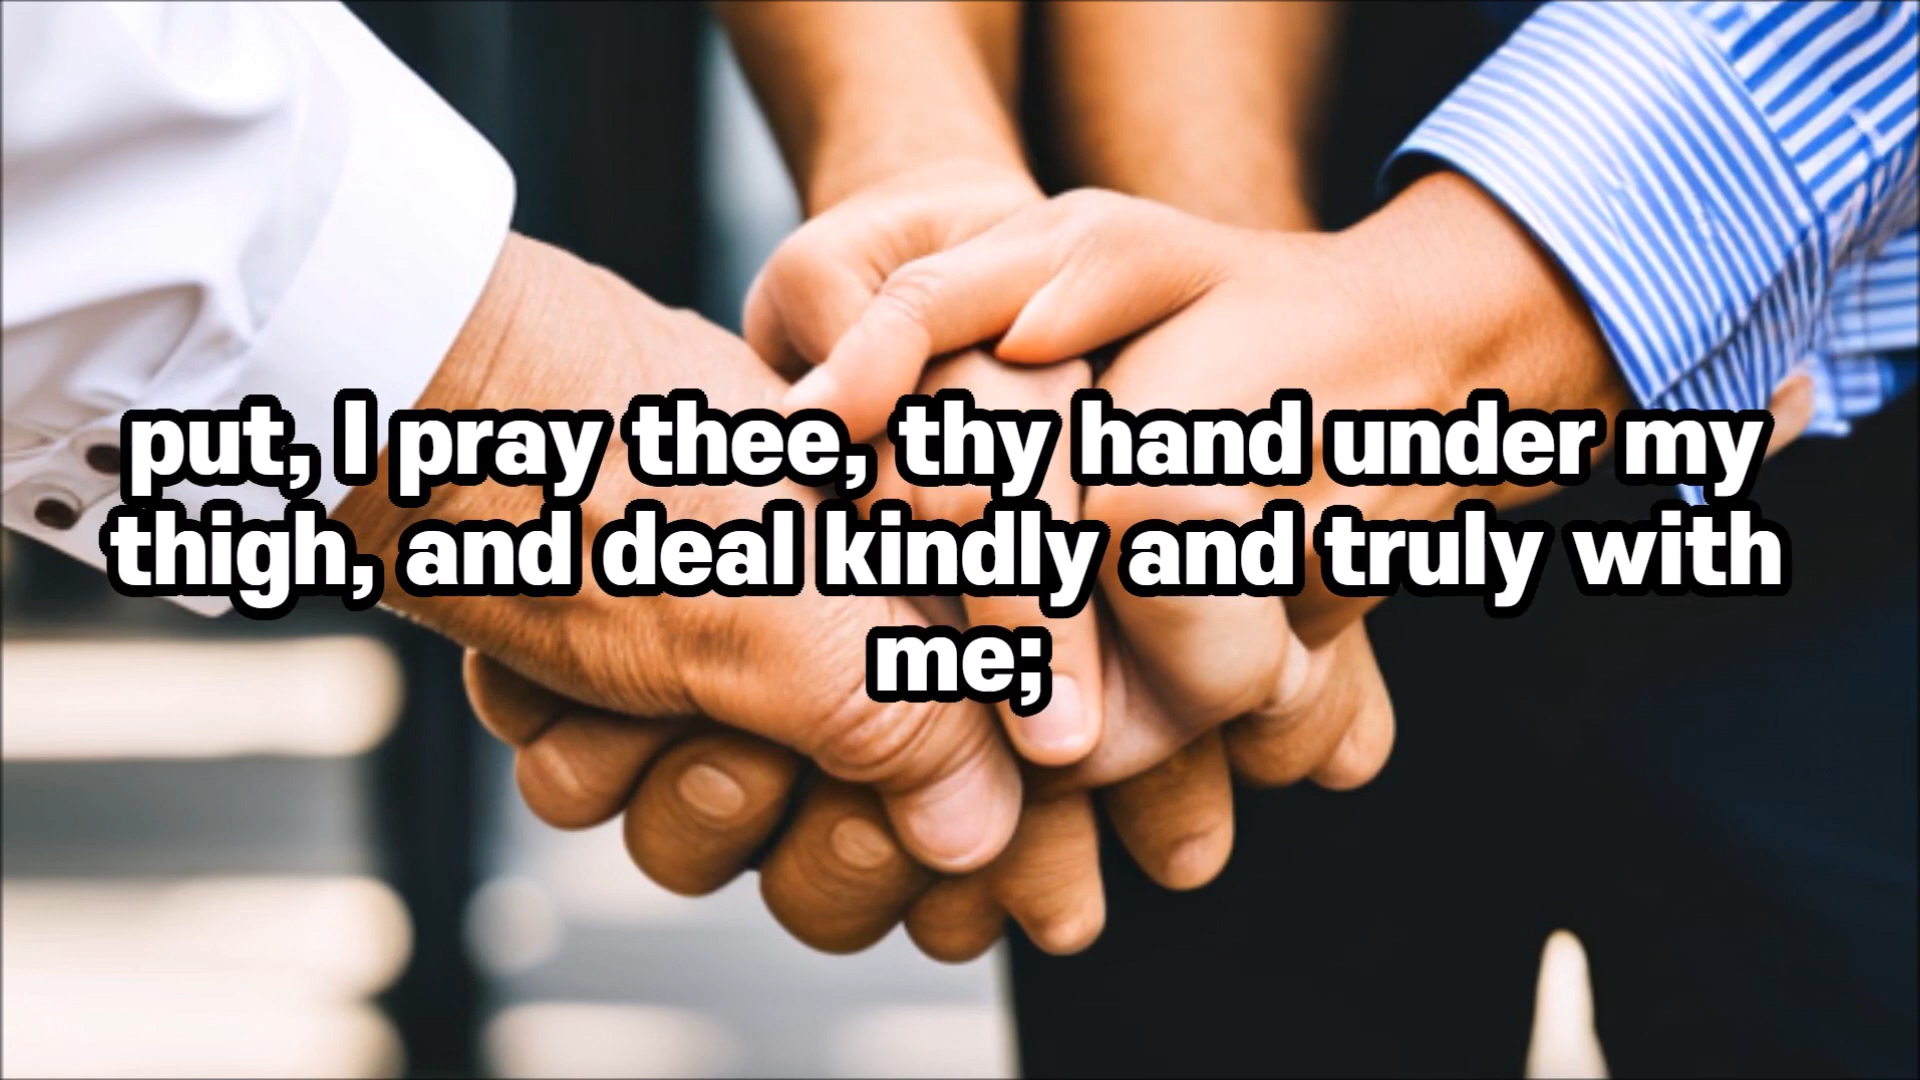 put, I pray thee, thy hand under my
thigh, and deal kindly and truly with
me;